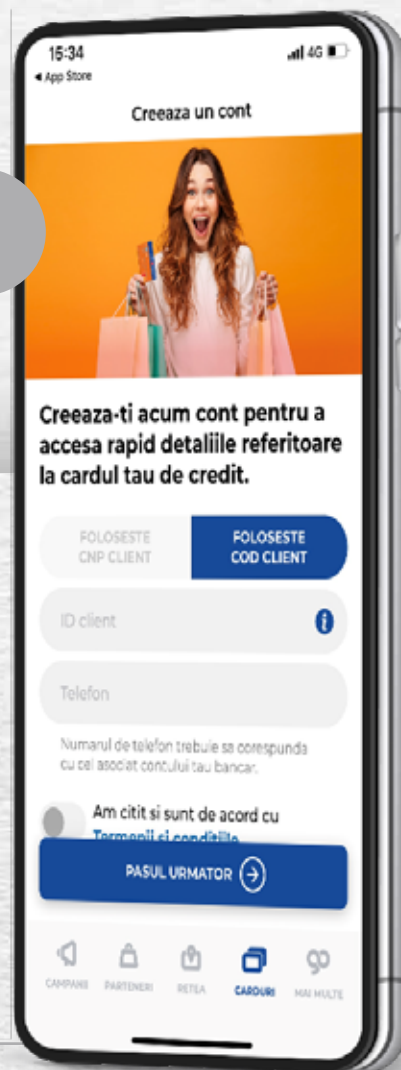 15:34
4G
◀ App Store
Creeaza un cont
Creeaza-ti acum cont pentru a
accesa rapid detaliile referitoare
la cardul tau de credit.
FOLOSESTE
CNP CLIENT
FOLOSESTE
COD CLIENT
ID client
i
Telefon
Numarul de telefon trebuie sa corespunda
cu cel asociat contului tau bancar.
Am citit si sunt de acord cu
Termenii si conditiile
PASUL URMATOR
CAMPANII
PARTENERI
RETEA
CARDURI
MAI MULTE